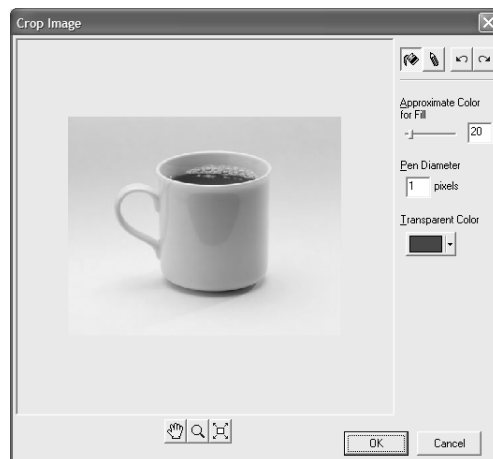 Crop Image
Approximate Color
for Fill
20
Pen Diameter
1 pixels
Transparent Color
OK Cancel